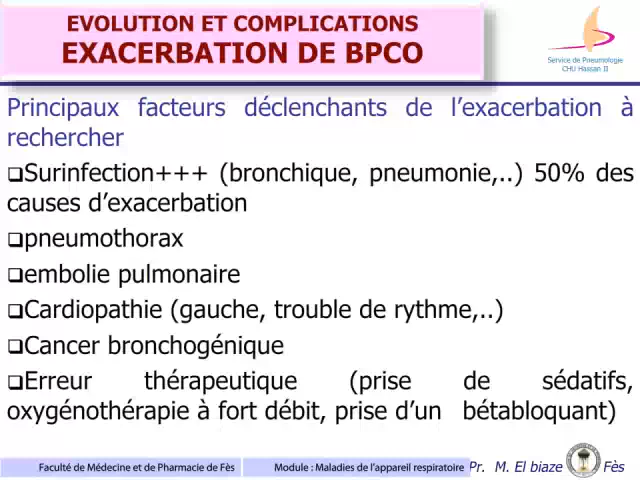 EVOLUTION ET COMPLICATIONS
EXACERBATION DE BPCO
Service de Pneumologie
CHU Hassan II
Principaux facteurs déclenchants de l'exacerbation à
rechercher
❑Surinfection+++ (bronchique, pneumonie,..) 50% des
causes d'exacerbation
❑pneumothorax
❑embolie pulmonaire
❑Cardiopathie (gauche, trouble de rythme,..)
❑Cancer bronchogénique
❑Erreur thérapeutique (prise de sédatifs,
oxygénothérapie à fort débit, prise d'un bétabloquant)
Faculté de Médecine et de Pharmacie de Fès Module : Maladies de l'appareil respiratoire Pr. M. El biaze Fès